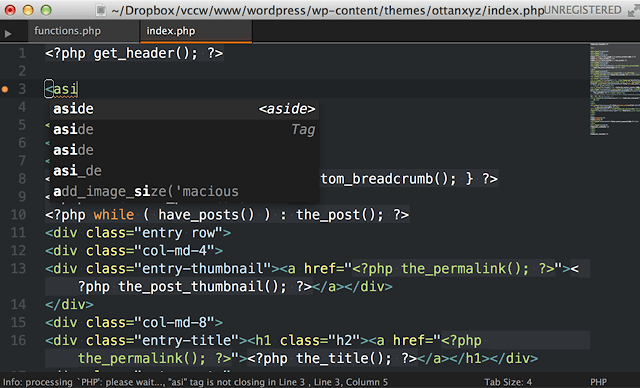 ~/Dropbox/vccw/www/wordpress/wp-content/themes/ottanxyz/index.php UNREGISTERED
functions.php index.php
1 <?php get_header(); ?>
2
3 <asi
4 aside <aside>
5 aside Tag
6 aside
7 asi_de
8 add_image_size('macious tom_breadcrumb(); } ?>
9
10 <?php while ( have_posts() ) : the_post(); ?>
11 <div class="entry row">
12 <div class="col-md-4">
13 <div class="entry-thumbnail"><a href="<?php the_permalink(); ?>"><
?php the_post_thumbnail(); ?></a></div>
14 </div>
15 <div class="col-md-8">
16 <div class="entry-title"><h1 class="h2"><a href="<?php
the_permalink(); ?>"><?php the_title(); ?></a></h1></div>
Info: processing `PHP': please wait..., "asi" tag is not closing in Line 3 , Line 3, Column 5 Tab Size: 4 PHP